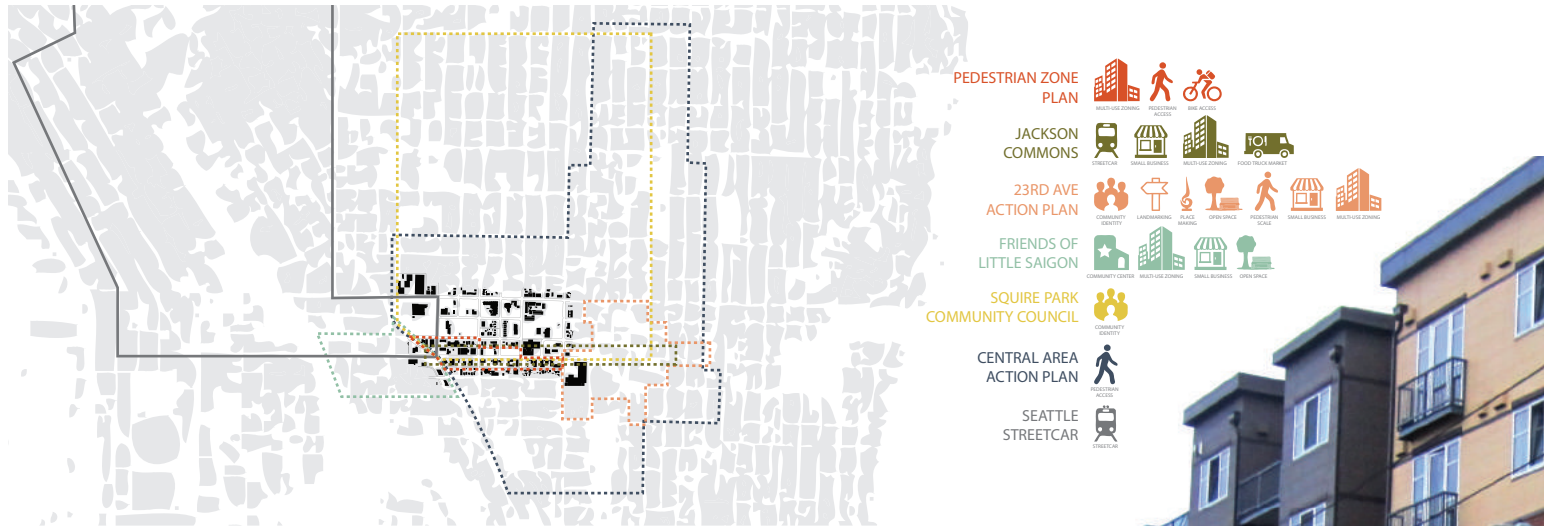 PEDESTRIAN ZONE
PLAN
MULTI-USE ZONING
PEDESTRIAN
ACCESS
BIKE ACCESS
JACKSON
COMMONS
STREETCAR
SMALL BUSINESS
MULTI-USE ZONING
FOOD TRUCK MARKET
23RD AVE
ACTION PLAN
COMMUNITY
IDENTITY
LANDMARKING
PLACE
MAKING
OPEN SPACE
PEDESTRIAN
SCALE
SMALL BUSINESS
MULTI-USE ZONING
FRIENDS OF
LITTLE SAIGON
COMMUNITY CENTER
MULTI-USE ZONING
SMALL BUSINESS
OPEN SPACE
SQUIRE PARK
COMMUNITY COUNCIL
COMMUNITY
IDENTITY
CENTRAL AREA
ACTION PLAN
PEDESTRIAN
ACCESS
SEATTLE
STREETCAR
STREETCAR